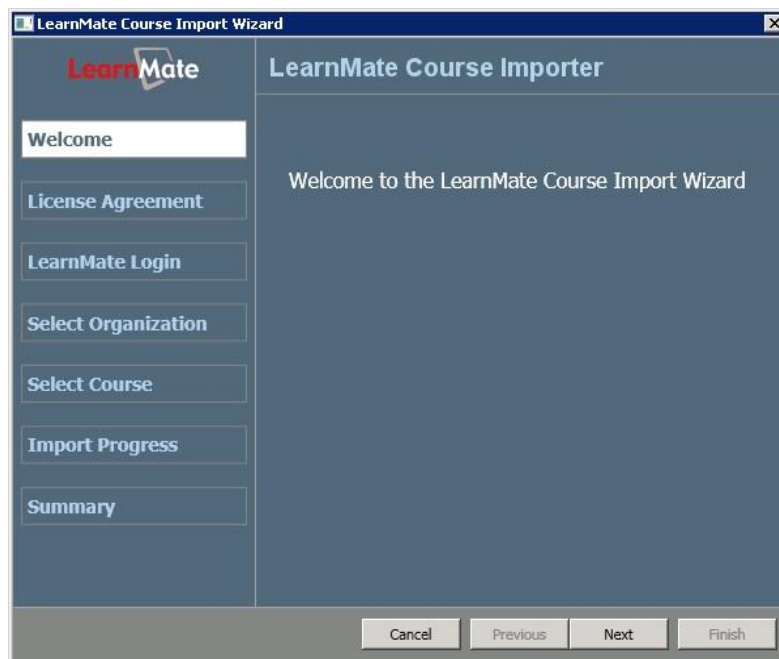 LearnMate Course Import Wizard
LearnMate
LearnMate Course Importer
Welcome
Welcome to the LearnMate Course Import Wizard
License Agreement
LearnMate Login
Select Organization
Select Course
Import Progress
Summary
Cancel
Previous
Next
Finish